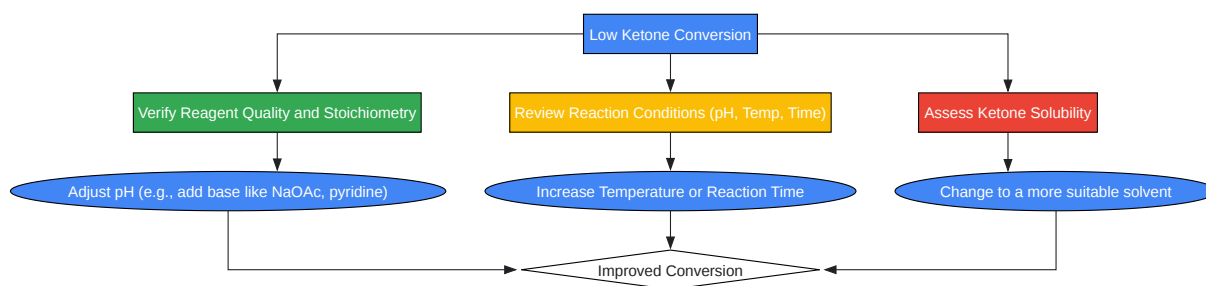 Low Ketone Conversion
Verify Reagent Quality and Stoichiometry
Review Reaction Conditions (pH, Temp, Time)
Assess Ketone Solubility
Adjust pH (e.g., add base like NaOAc, pyridine)
Increase Temperature or Reaction Time
Change to a more suitable solvent
Improved Conversion